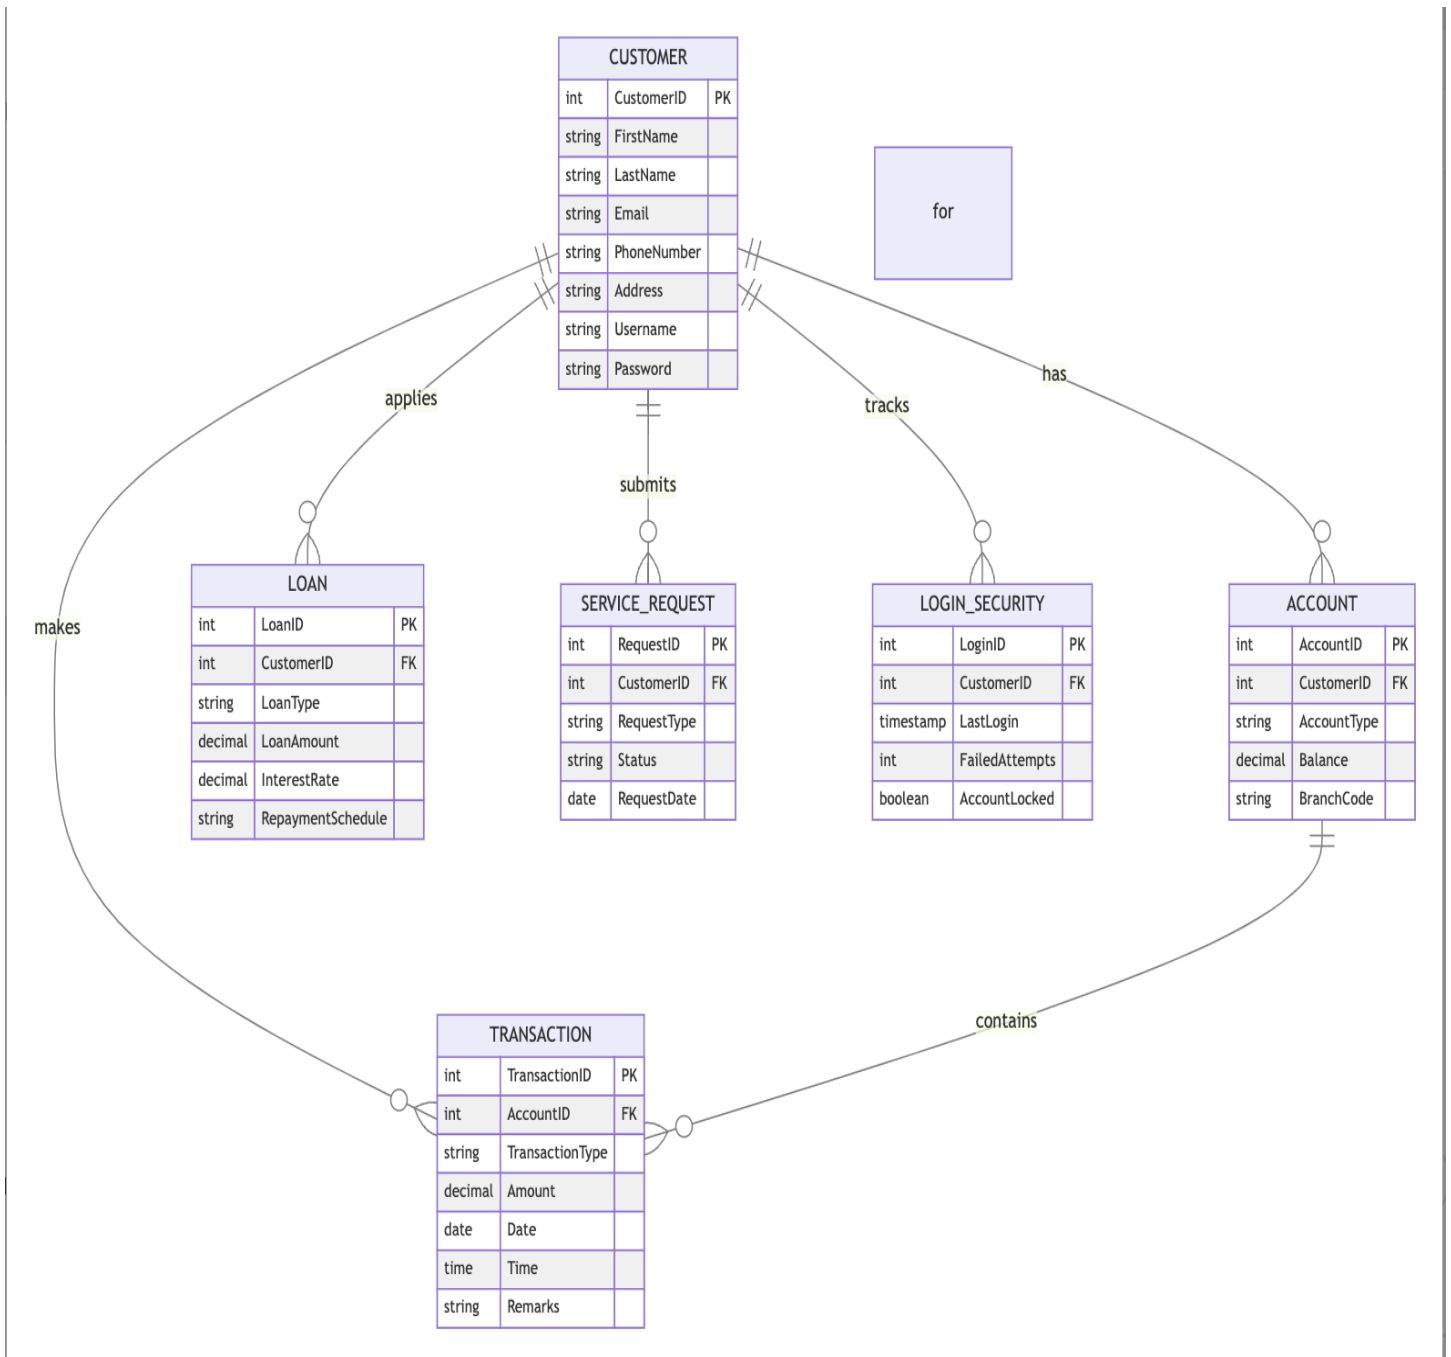 CUSTOMER
int CustomerID PK
string FirstName
string LastName
string Email
string PhoneNumber
string Address
string Username
string Password
for
has
applies
tracks
submits
makes
LOAN
int LoanID PK
int CustomerID FK
string LoanType
decimal LoanAmount
decimal InterestRate
string RepaymentSchedule
SERVICE_REQUEST
int RequestID PK
int CustomerID FK
string RequestType
string Status
date RequestDate
LOGIN_SECURITY
int LoginID PK
int CustomerID FK
timestamp LastLogin
int FailedAttempts
boolean AccountLocked
ACCOUNT
int AccountID PK
int CustomerID FK
string AccountType
decimal Balance
string BranchCode
contains
TRANSACTION
int TransactionID PK
int AccountID FK
string TransactionType
decimal Amount
date Date
time Time
string Remarks